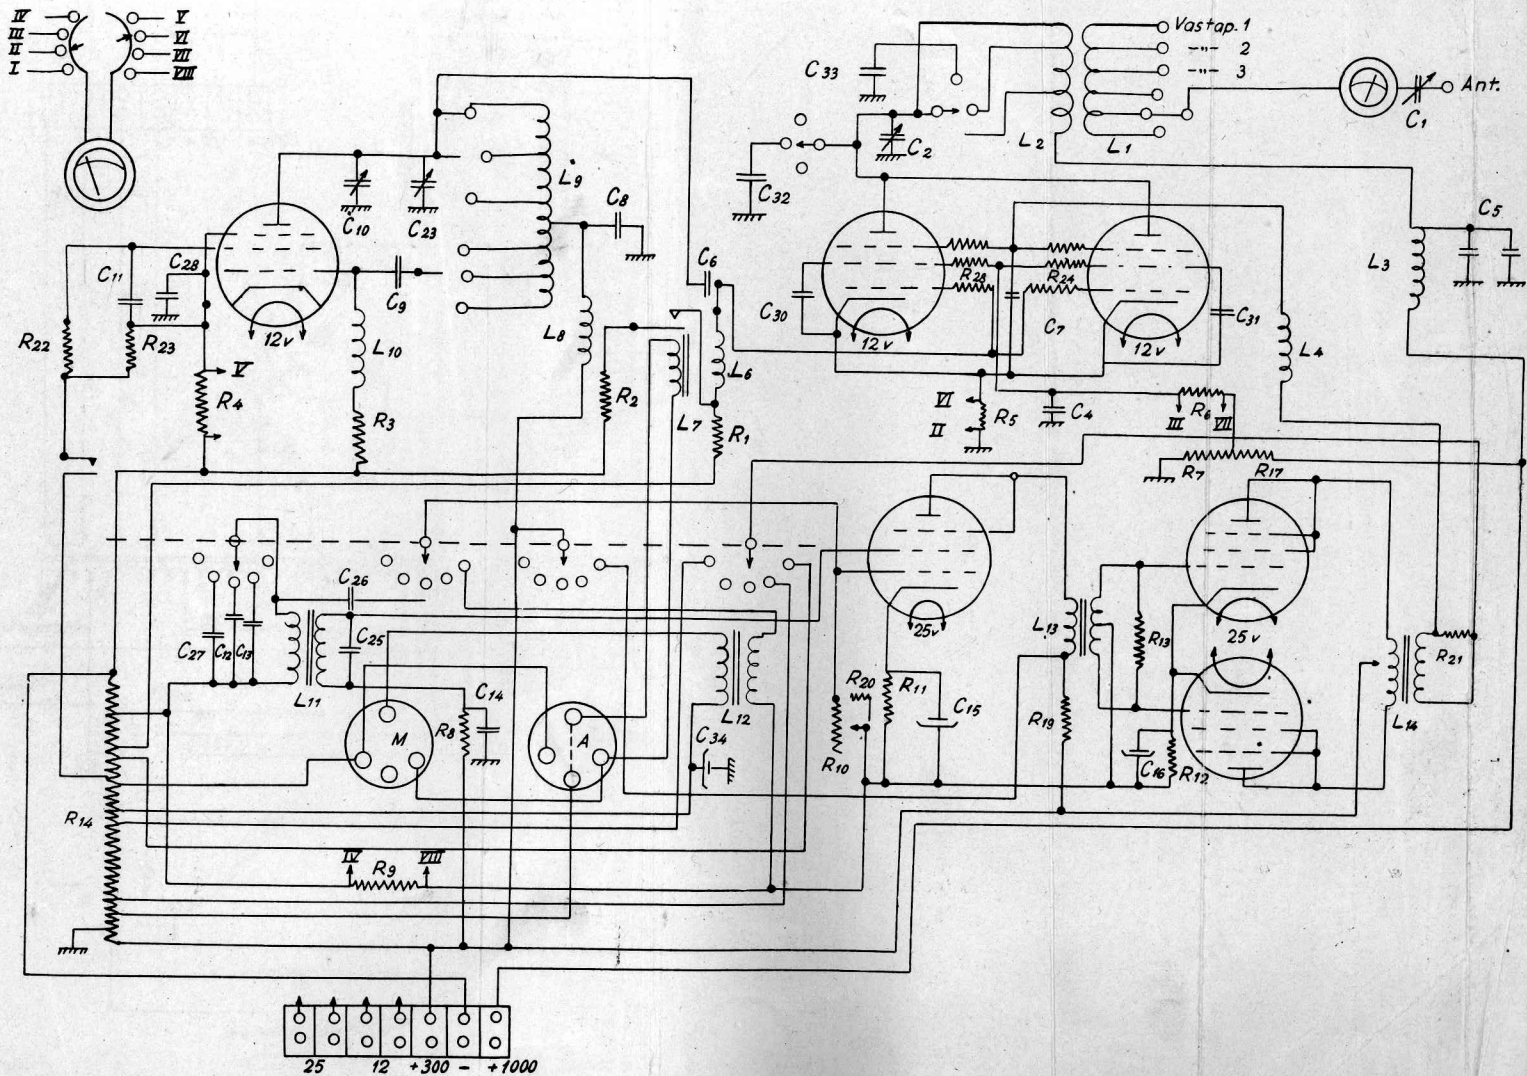 IV V
III VI
II VII
I VIII
Vastap. 1
-"- 2
-"- 3
Ant.
C1
C33
C2
L2 L1
C32
L9
C8
C10 C23
C5
L3
C11 C28
C9
C6
R28 R24
C30 C7 C31
12v 12v 12v
R22 R23
L10
L8
L6
L4
V
R4
R3
R2
L7
R1
VI
II
R5
C4
III R6 VII
R7 R17
C26
C27 C12 C13
C25
L11
25v
L13
R13
25v
R21
L14
R20 R11
C15
R19
C14
L12
M
R8
A
C34
R10
C16 R12
R14
IV R9 VIII
25 12 +300 - +1000